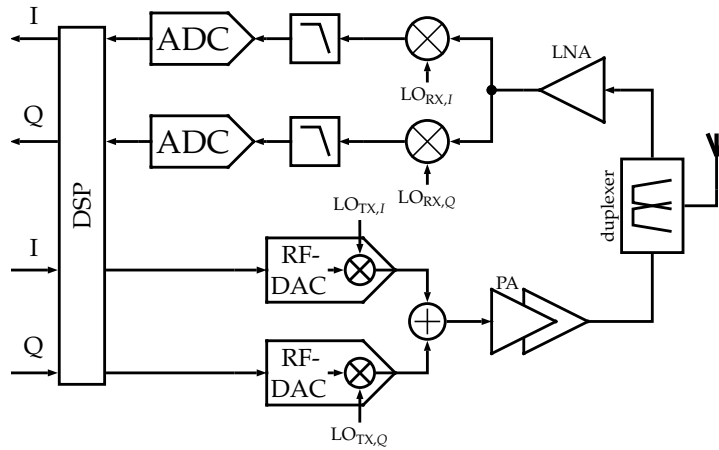 I
ADC
LNA
LO_RX,I
Q
ADC
LO_RX,Q
DSP
duplexer
LO_TX,I
I
RF-
DAC
PA
Q
RF-
DAC
LO_TX,Q